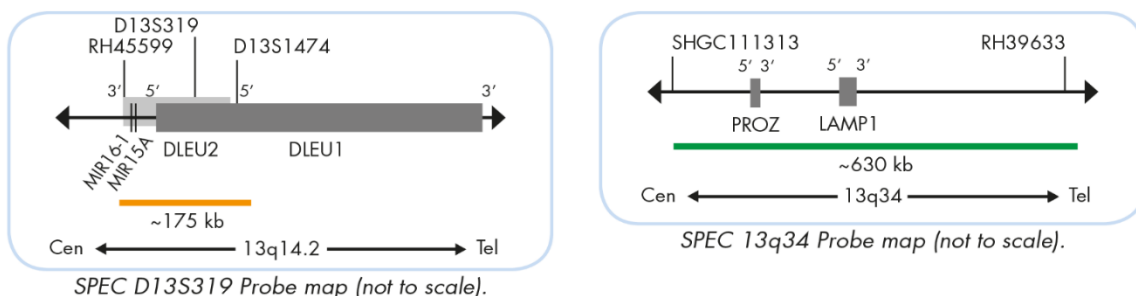 D13S319
RH45599
D13S1474
3’ 5’ 5’ 3’
MIR16-1
MIR15A
DLEU2
DLEU1
~175 kb
Cen 13q14.2 Tel
SPEC D13S319 Probe map (not to scale).
SHGC111313
RH39633
5’ 3’ 5’ 3’
PROZ
LAMP1
~630 kb
Cen 13q34 Tel
SPEC 13q34 Probe map (not to scale).